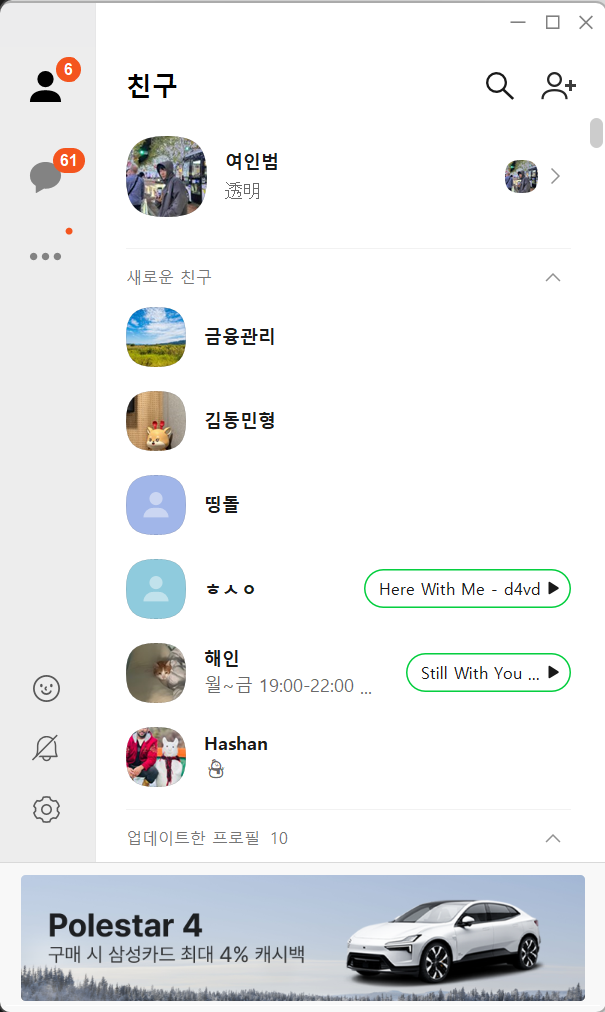 6
친구
61
여인범
透明
새로운 친구
금융관리
김동민형
띵돌
ㅎㅅㅇ
Here With Me - d4vd
해인
월~금 19:00-22:00 ...
Still With You ...
Hashan
업데이트한 프로필 10
Polestar 4
구매 시 삼성카드 최대 4% 캐시백